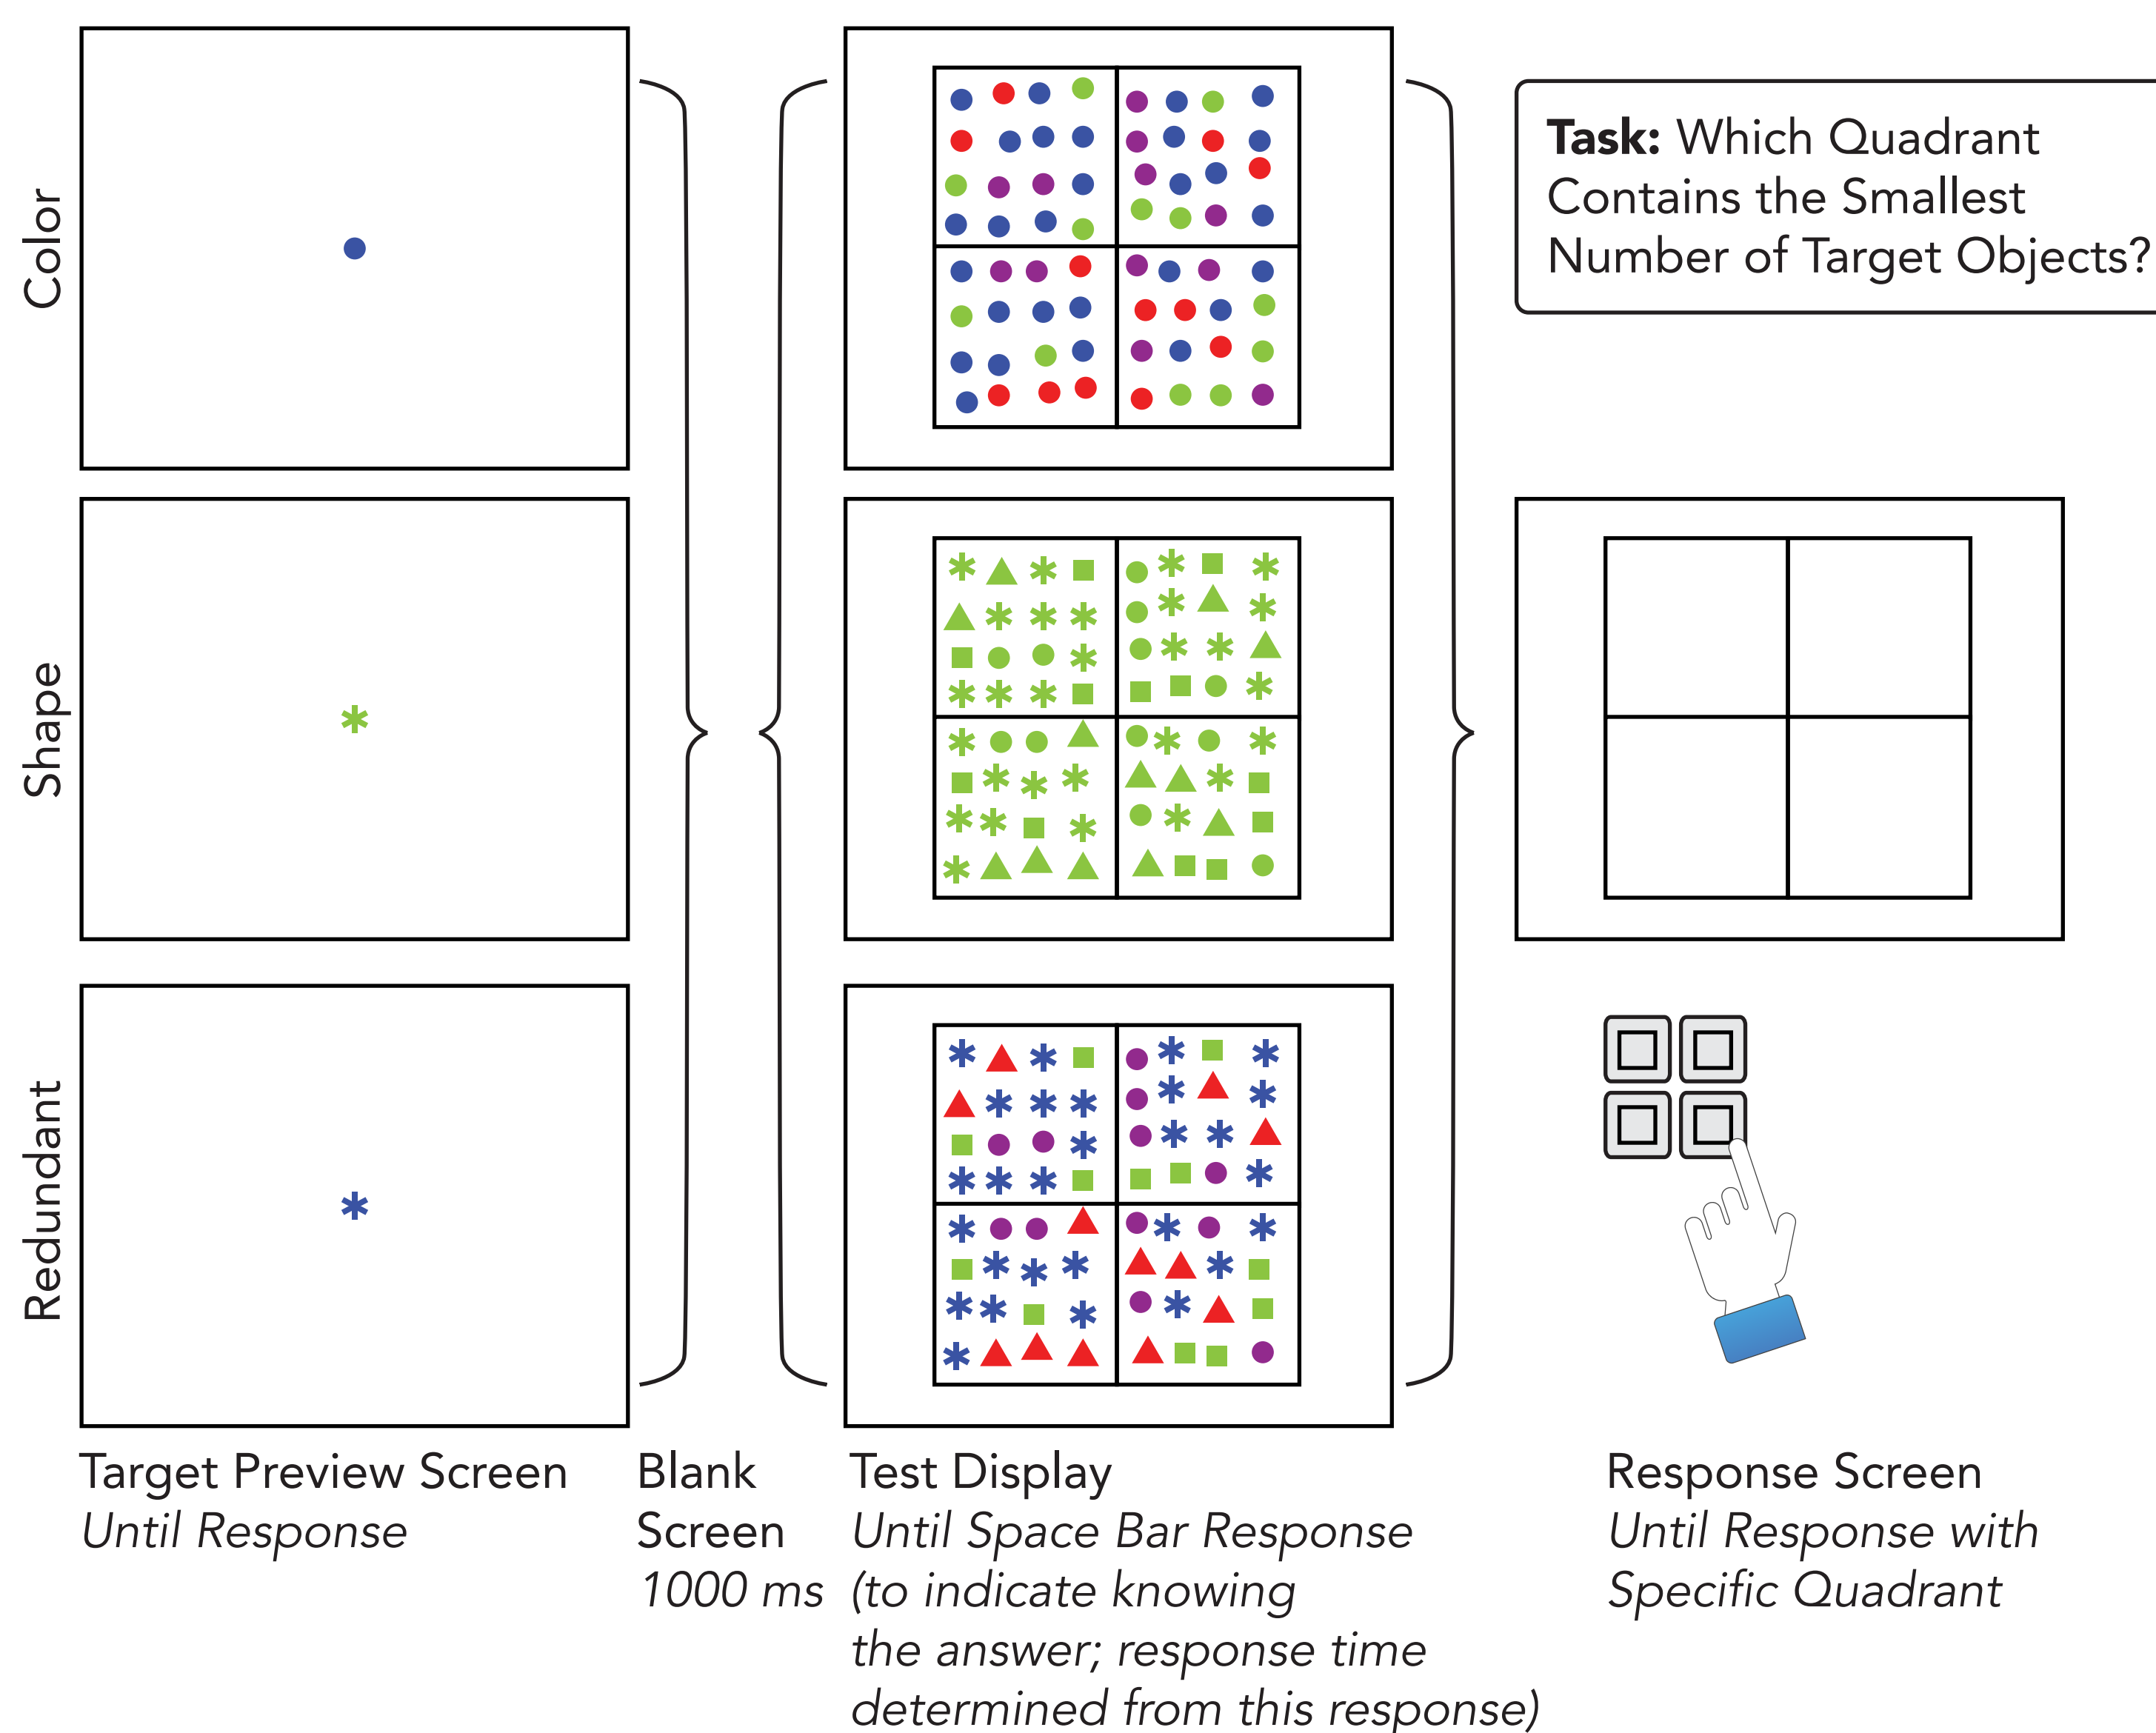 Color
Task: Which Quadrant
Contains the Smallest
Number of Target Objects?
Shape
Redundant
Target Preview Screen
Until Response
Blank
Screen
1000 ms
Test Display
Until Space Bar Response
(to indicate knowing
the answer; response time
determined from this response)
Response Screen
Until Response with
Specific Quadrant